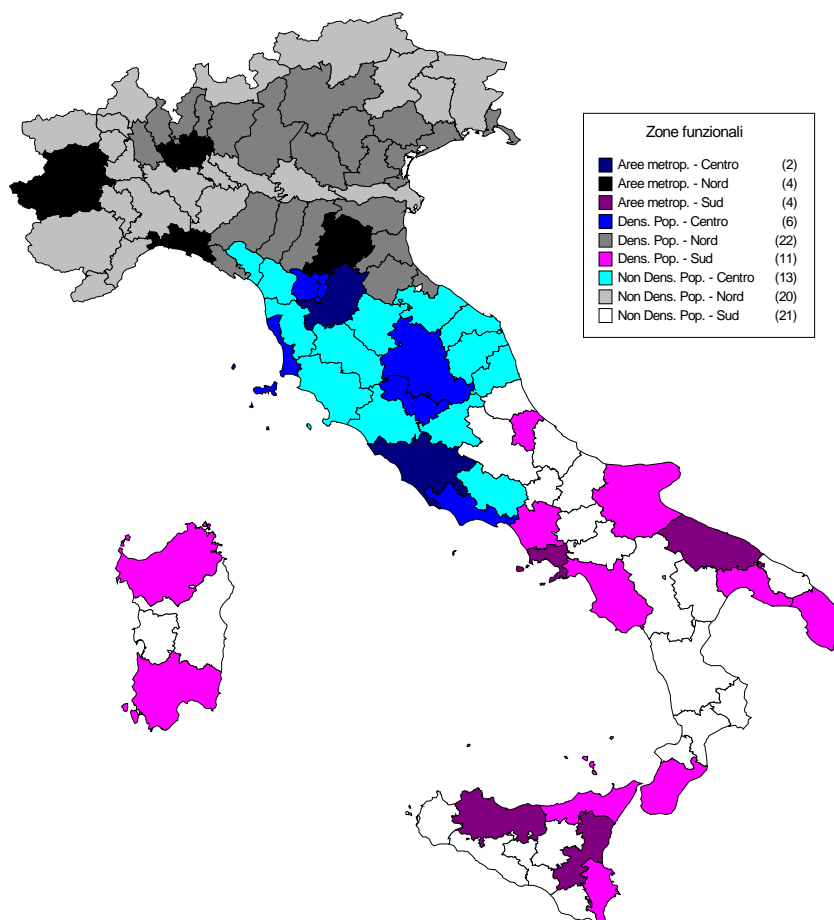 Zone funzionali
Aree metrop. - Centro (2)
Aree metrop. - Nord (4)
Aree metrop. - Sud (4)
Dens. Pop. - Centro (6)
Dens. Pop. - Nord (22)
Dens. Pop. - Sud (11)
Non Dens. Pop. - Centro (13)
Non Dens. Pop. - Nord (20)
Non Dens. Pop. - Sud (21)